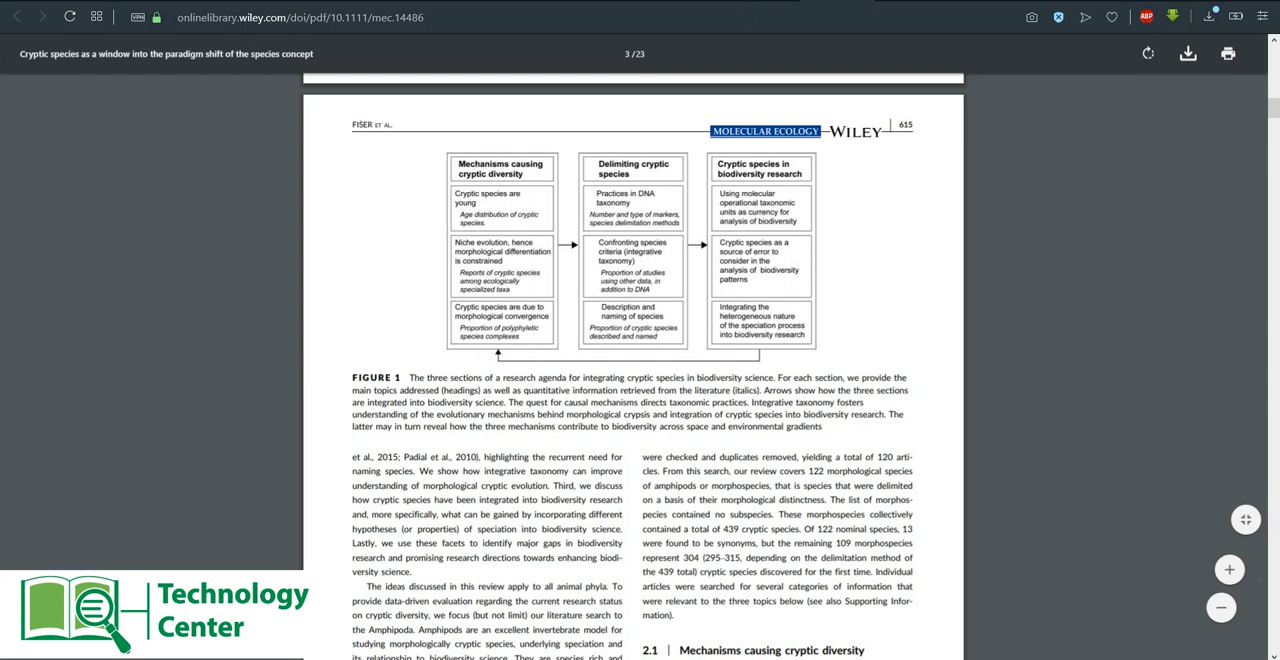 VPN
onlinelibrary.wiley.com/doi/pdf/10.1111/mec.14486
ABP
Cryptic species as a window into the paradigm shift of the species concept
3 / 23
FIŠER ET AL.
MOLECULAR ECOLOGY WILEY
615
Mechanisms causing
cryptic diversity
Cryptic species are
young
Age distribution of cryptic
species.
Niche evolution, hence
morphological differentiation
is constrained
Reports of cryptic species
among ecologically
specialized taxa
Cryptic species are due to
morphological convergence
Proportion of polyphyletic
species complexes
Delimiting cryptic
species
Practices in DNA
taxonomy
Number and type of markers,
species delimitation methods
Confronting species
criteria (integrative
taxonomy)
Proportion of studies
using other data, in
addition to DNA
Description and
naming of species
Proportion of cryptic species
described and named
Cryptic species in
biodiversity research
Using molecular
operational taxonomic
units as currency for
analysis of biodiversity
Cryptic species as a
source of error to
consider in the
analysis of biodiversity
patterns
Integrating the
heterogeneous nature
of the speciation process
into biodiversity research
FIGURE 1 The three sections of a research agenda for integrating cryptic species in biodiversity science. For each section, we provide the
main topics addressed (headings) as well as quantitative information retrieved from the literature (italics). Arrows show how the three sections
are integrated into biodiversity science. The quest for causal mechanisms directs taxonomic practices. Integrative taxonomy fosters
understanding of the evolutionary mechanisms behind morphological crypsis and integration of cryptic species into biodiversity research. The
latter may in turn reveal how the three mechanisms contribute to biodiversity across space and environmental gradients
et al., 2015; Padial et al., 2010), highlighting the recurrent need for
naming species. We show how integrative taxonomy can improve
understanding of morphological cryptic evolution. Third, we discuss
how cryptic species have been integrated into biodiversity research
and, more specifically, what can be gained by incorporating different
hypotheses (or properties) of speciation into biodiversity science.
Lastly, we use these facets to identify major gaps in biodiversity
research and promising research directions towards enhancing biodi-
versity science.
The ideas discussed in this review apply to all animal phyla. To
provide data-driven evaluation regarding the current research status
on cryptic diversity, we focus (but not limit) our literature search to
the Amphipoda. Amphipods are an excellent invertebrate model for
studying morphologically cryptic species, underlying speciation and
its relationship to biodiversity science. They are species rich and
were checked and duplicates removed, yielding a total of 120 arti-
cles. From this search, our review covers 122 morphological species
of amphipods or morphospecies, that is species that were delimited
on a basis of their morphological distinctness. The list of morphos-
pecies contained no subspecies. These morphospecies collectively
contained a total of 439 cryptic species. Of 122 nominal species, 13
were found to be synonyms, but the remaining 109 morphospecies
represent 304 (295–315, depending on the delimitation method of
the 439 total) cryptic species discovered for the first time. Individual
articles were searched for several categories of information that
were relevant to the three topics below (see also Supporting Infor-
mation).
2.1 | Mechanisms causing cryptic diversity
Technology
Center